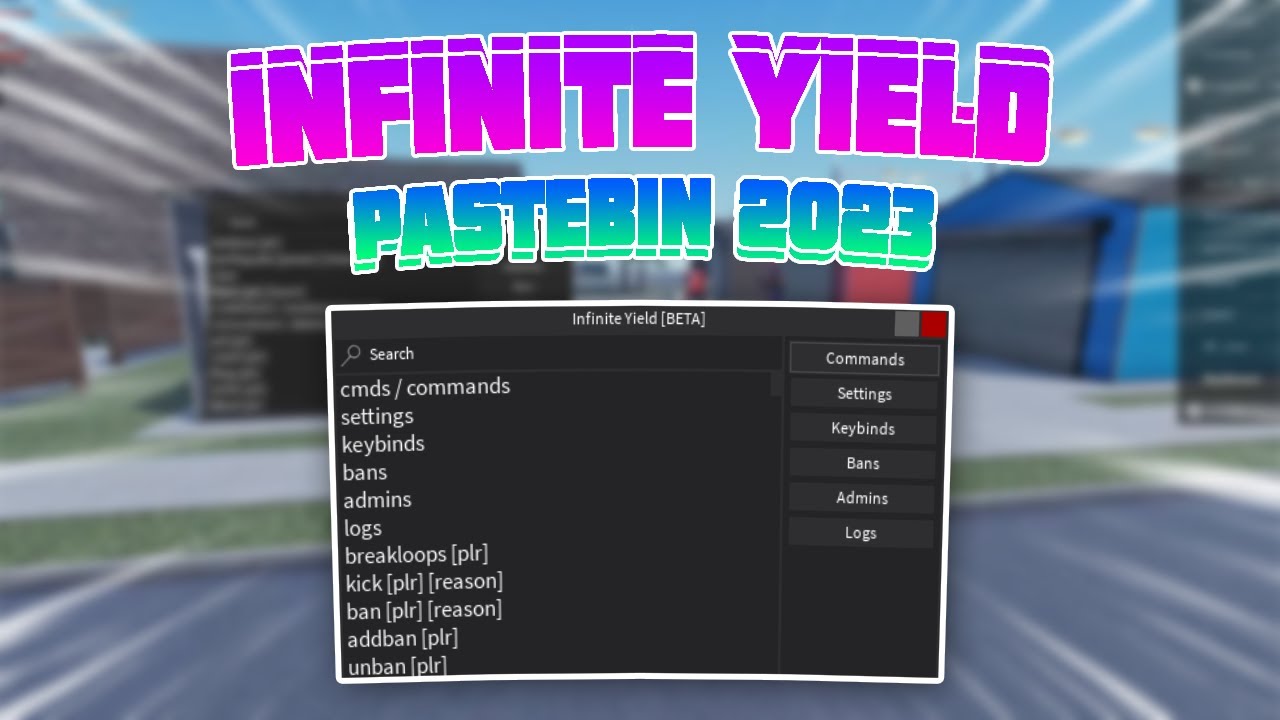 INFINITE YIELD
PASTEBIN 2023
Infinite Yield [BETA]
Search
cmds / commands
settings
keybinds
bans
admins
logs
breakloops [plr]
kick [plr] [reason]
ban [plr] [reason]
addban [plr]
unban [plr]
Commands
Settings
Keybinds
Bans
Admins
Logs